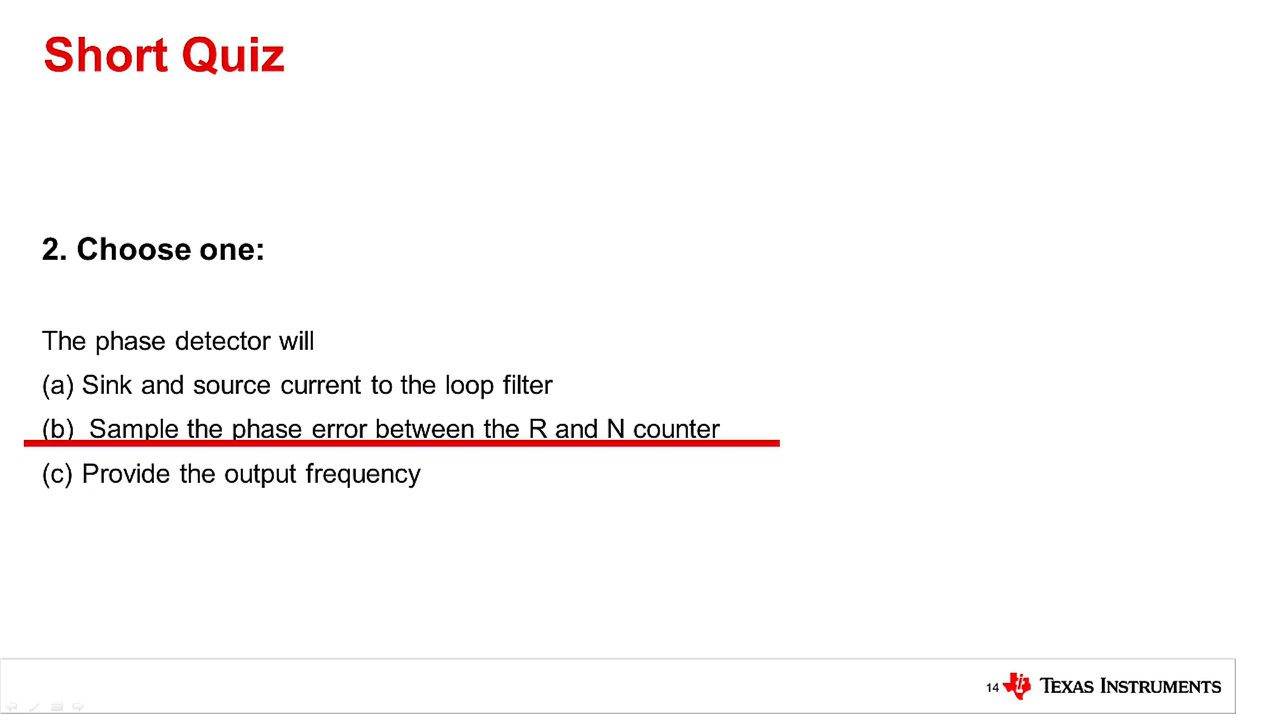 Short Quiz
2. Choose one:
The phase detector will
(a) Sink and source current to the loop filter
(b) Sample the phase error between the R and N counter
(c) Provide the output frequency
14 TEXAS INSTRUMENTS